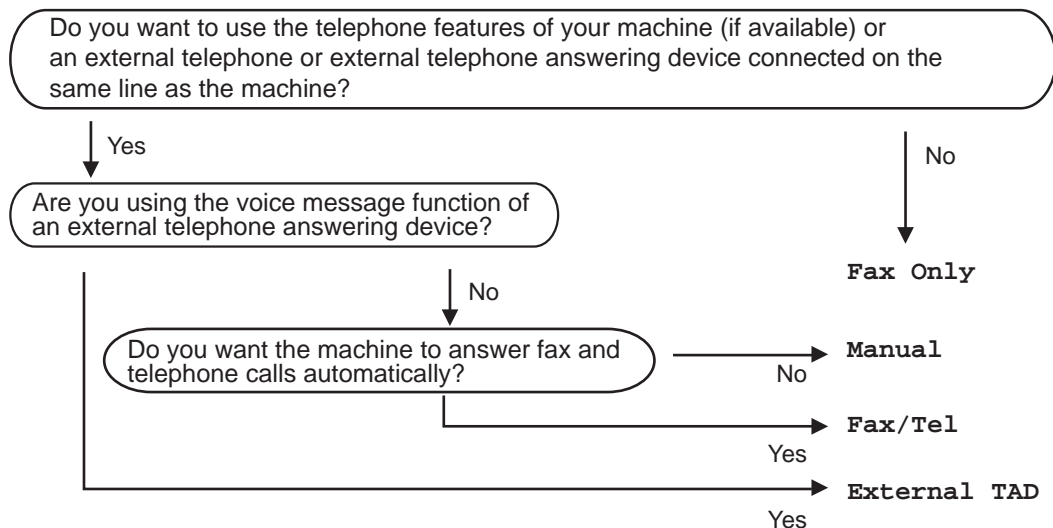 Do you want to use the telephone features of your machine (if available) or
an external telephone or external telephone answering device connected on the
same line as the machine?
Yes
No
Are you using the voice message function of
an external telephone answering device?
Fax Only
No
Do you want the machine to answer fax and
telephone calls automatically?
Manual
No
Fax/Tel
Yes
External TAD
Yes